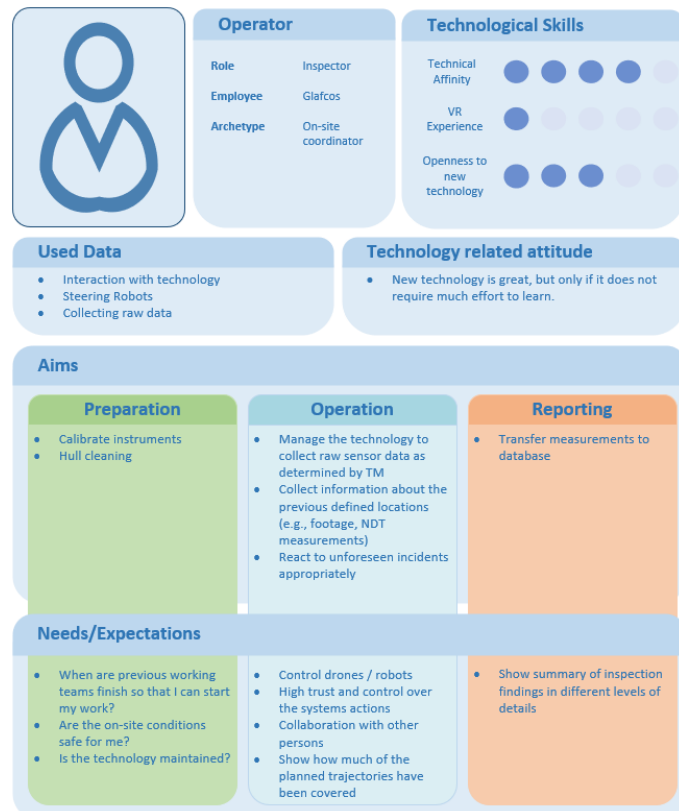 Operator
Role Inspector
Employee Glafcos
Archetype On-site
coordinator
Technological Skills
Technical
Affinity
VR
Experience
Openness to
new
technology
Used Data
• Interaction with technology
• Steering Robots
• Collecting raw data
Technology related attitude
• New technology is great, but only if it does not
require much effort to learn.
Aims
Preparation
• Calibrate instruments
• Hull cleaning
Operation
• Manage the technology to
collect raw sensor data as
determined by TM
• Collect information about the
previous defined locations
(e.g., footage, NDT
measurements)
• React to unforeseen incidents
appropriately
Reporting
• Transfer measurements to
database
Needs/Expectations
• When are previous working
teams finish so that I can start
my work?
• Are the on-site conditions
safe for me?
• Is the technology maintained?
• Control drones / robots
• High trust and control over
the systems actions
• Collaboration with other
persons
• Show how much of the
planned trajectories have
been covered
• Show summary of inspection
findings in different levels of
details